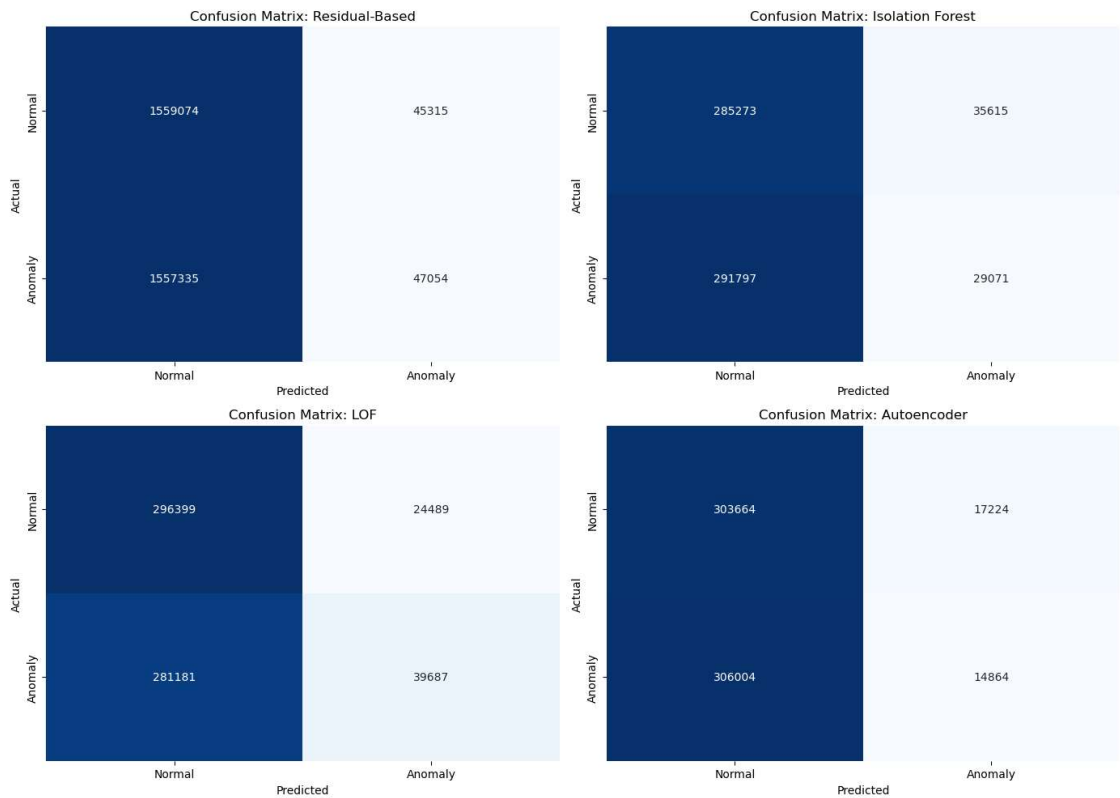 Confusion Matrix: Residual-Based
Normal
1559074
45315
Actual
Anomaly
1557335
47054
Normal
Anomaly
Predicted
Confusion Matrix: Isolation Forest
Normal
285273
35615
Actual
Anomaly
291797
29071
Normal
Anomaly
Predicted
Confusion Matrix: LOF
Normal
296399
24489
Actual
Anomaly
281181
39687
Normal
Anomaly
Predicted
Confusion Matrix: Autoencoder
Normal
303664
17224
Actual
Anomaly
306004
14864
Normal
Anomaly
Predicted